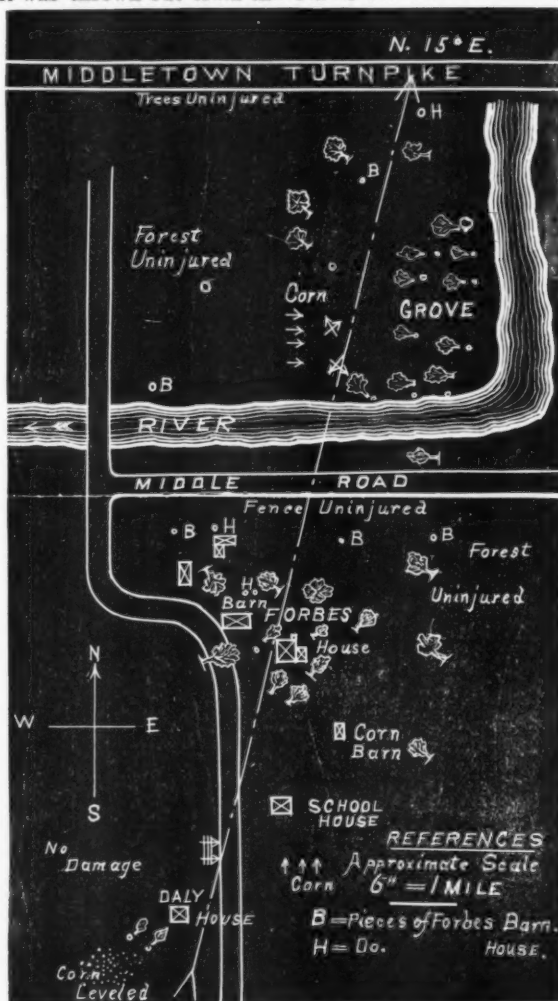 N. 15° E.
MIDDLETOWN TURNPIKE
Trees Uninjured
H
B
Forest
Uninjured
Corn
GROVE
B
RIVER
MIDDLE ROAD
Fence Uninjured
B
H
B
B
Forest
Uninjured
H
Barn
FORBES
House
N
W
E
S
Corn
Barn
SCHOOL
HOUSE
No
Damage
REFERENCES
Approximate Scale
6" = 1 MILE
Corn
B = Pieces of Forbes Barn.
H = Do. HOUSE.
DALY
HOUSE
Corn
Leveled